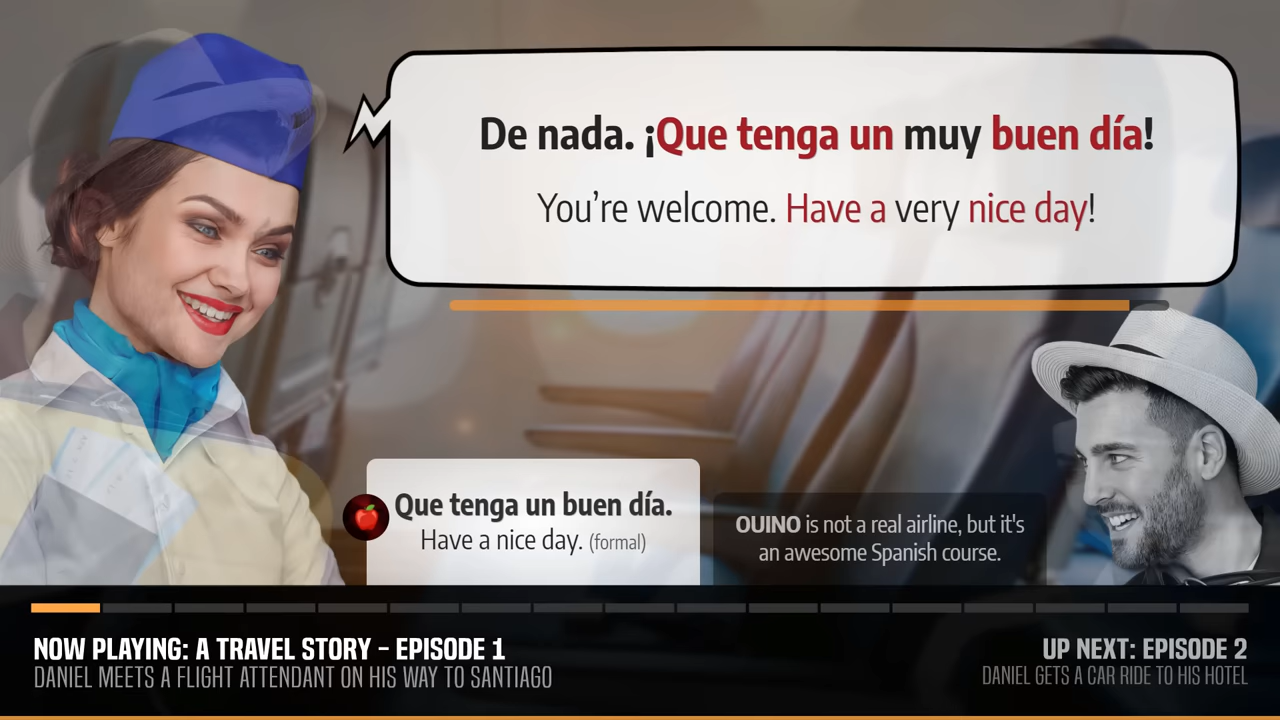 De nada. ¡Que tenga un muy buen día!
You’re welcome. Have a very nice day!
Que tenga un buen día.
Have a nice day. (formal)
OUINO is not a real airline, but it's
an awesome Spanish course.
NOW PLAYING: A TRAVEL STORY – EPISODE 1
DANIEL MEETS A FLIGHT ATTENDANT ON HIS WAY TO SANTIAGO
UP NEXT: EPISODE 2
DANIEL GETS A CAR RIDE TO HIS HOTEL